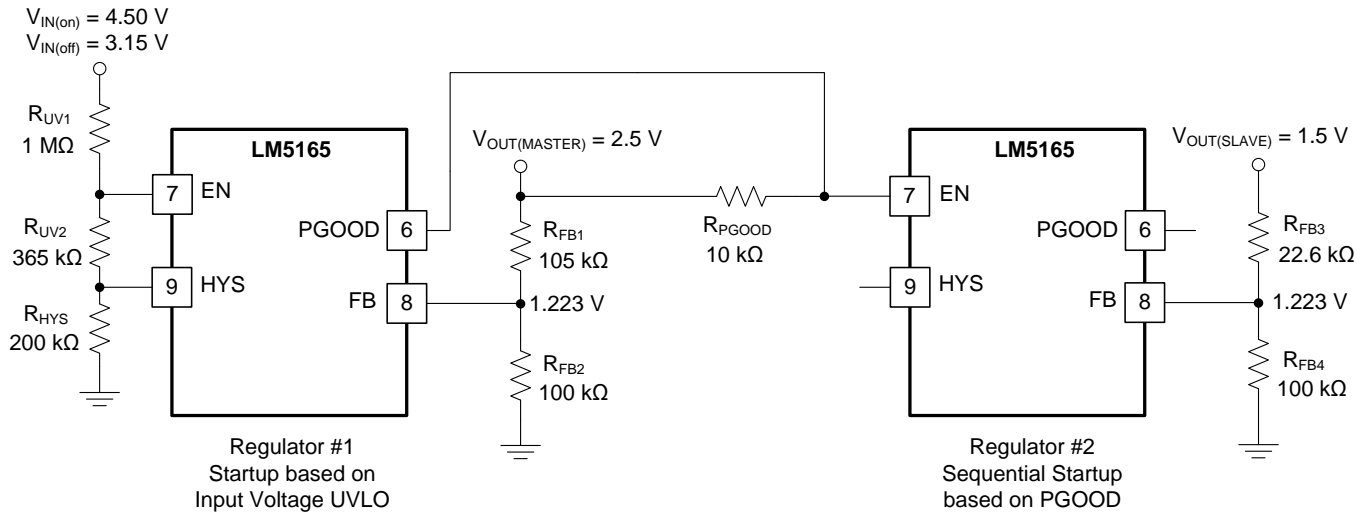 V_IN(on) = 4.50 V
V_IN(off) = 3.15 V
R_UV1
1 MΩ
R_UV2
365 kΩ
R_HYS
200 kΩ
LM5165
7
EN
9
HYS
PGOOD
6
FB
8
V_OUT(MASTER) = 2.5 V
R_FB1
105 kΩ
1.223 V
R_FB2
100 kΩ
R_PGOOD
10 kΩ
LM5165
7
EN
9
HYS
PGOOD
6
FB
8
V_OUT(SLAVE) = 1.5 V
R_FB3
22.6 kΩ
1.223 V
R_FB4
100 kΩ
Regulator #1
Startup based on
Input Voltage UVLO
Regulator #2
Sequential Startup
based on PGOOD